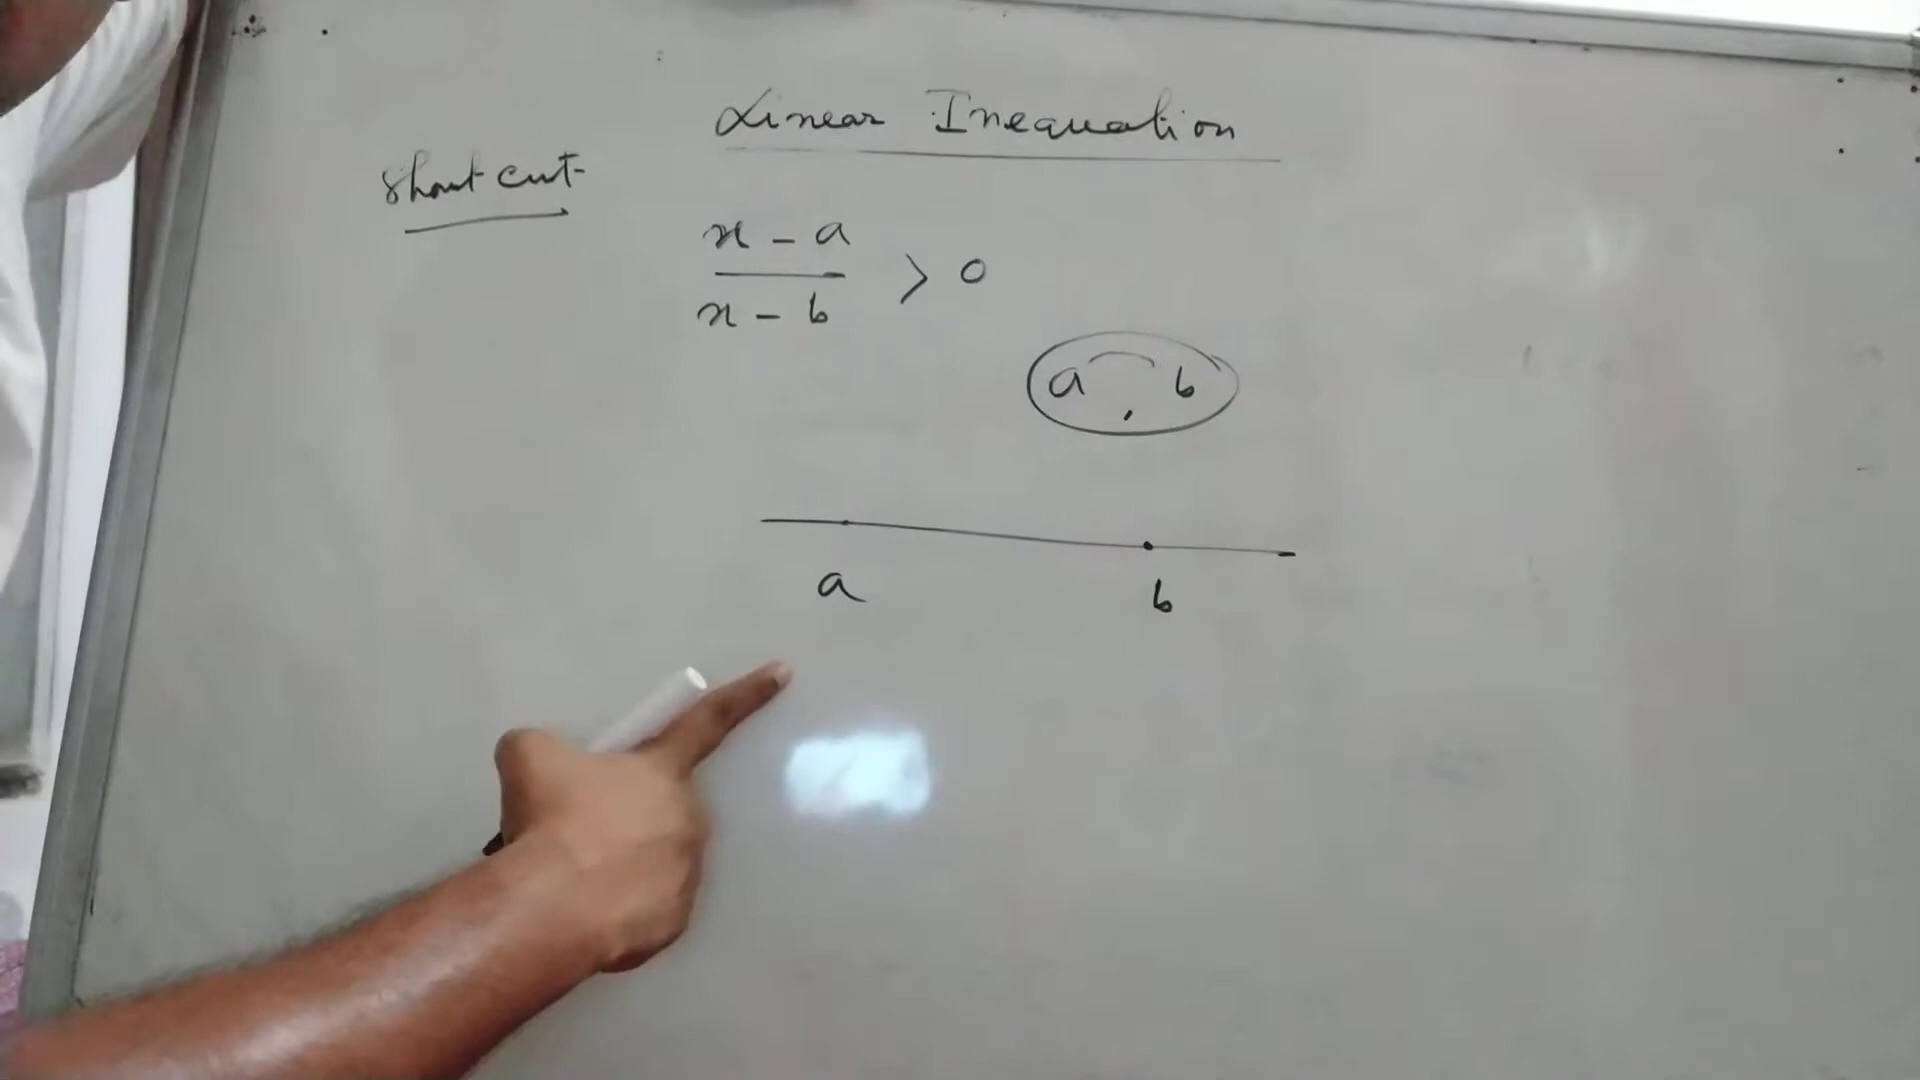 Linear Inequation
Short cut
x - a
x - b
> 0
a , b
a b